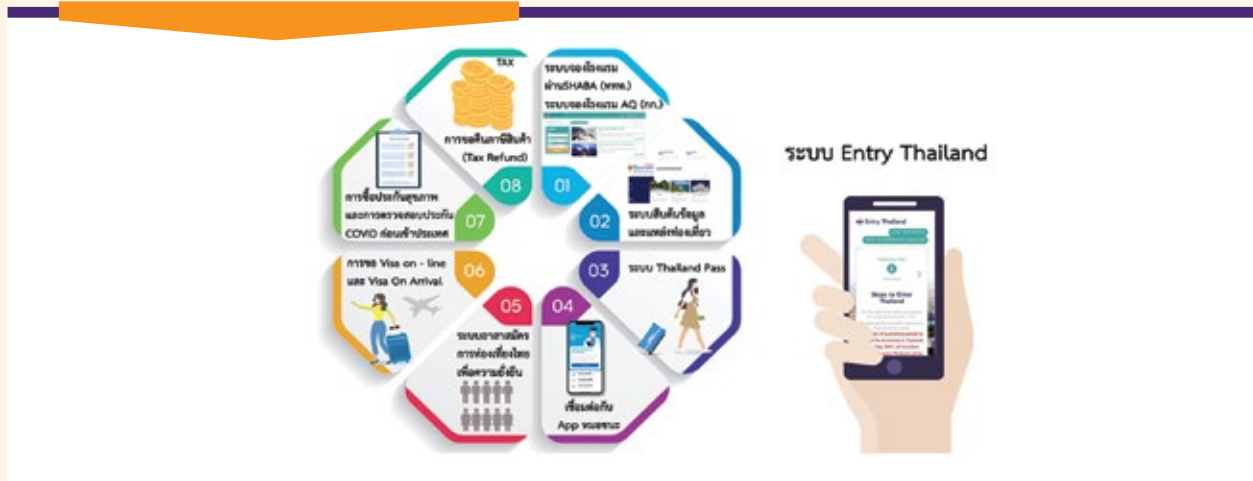 TAX
การขอคืนภาษีสินค้า
(Tax Refund)
08
ระบบจองโรงแรม
ผ่านSHABA (ททท.)
ระบบจองโรงแรม AQ (กก.)
01
02
ระบบสืบค้นข้อมูล
และแหล่งท่องเที่ยว
03
ระบบ Thailand Pass
04
เชื่อมต่อกับ
App หมอชนะ
05
ระบบอาสาสมัคร
การท่องเที่ยงไทย
เพื่อความยั่งยืน
06
การขอ Visa on - line
และ Visa On Arrival
07
การซื้อประกันสุขภาพ
และการตรวจสอบประกัน
COVID ก่อนเข้าประเทศ
ระบบ Entry Thailand
Entry Thailand
Steps to Enter
Thailand